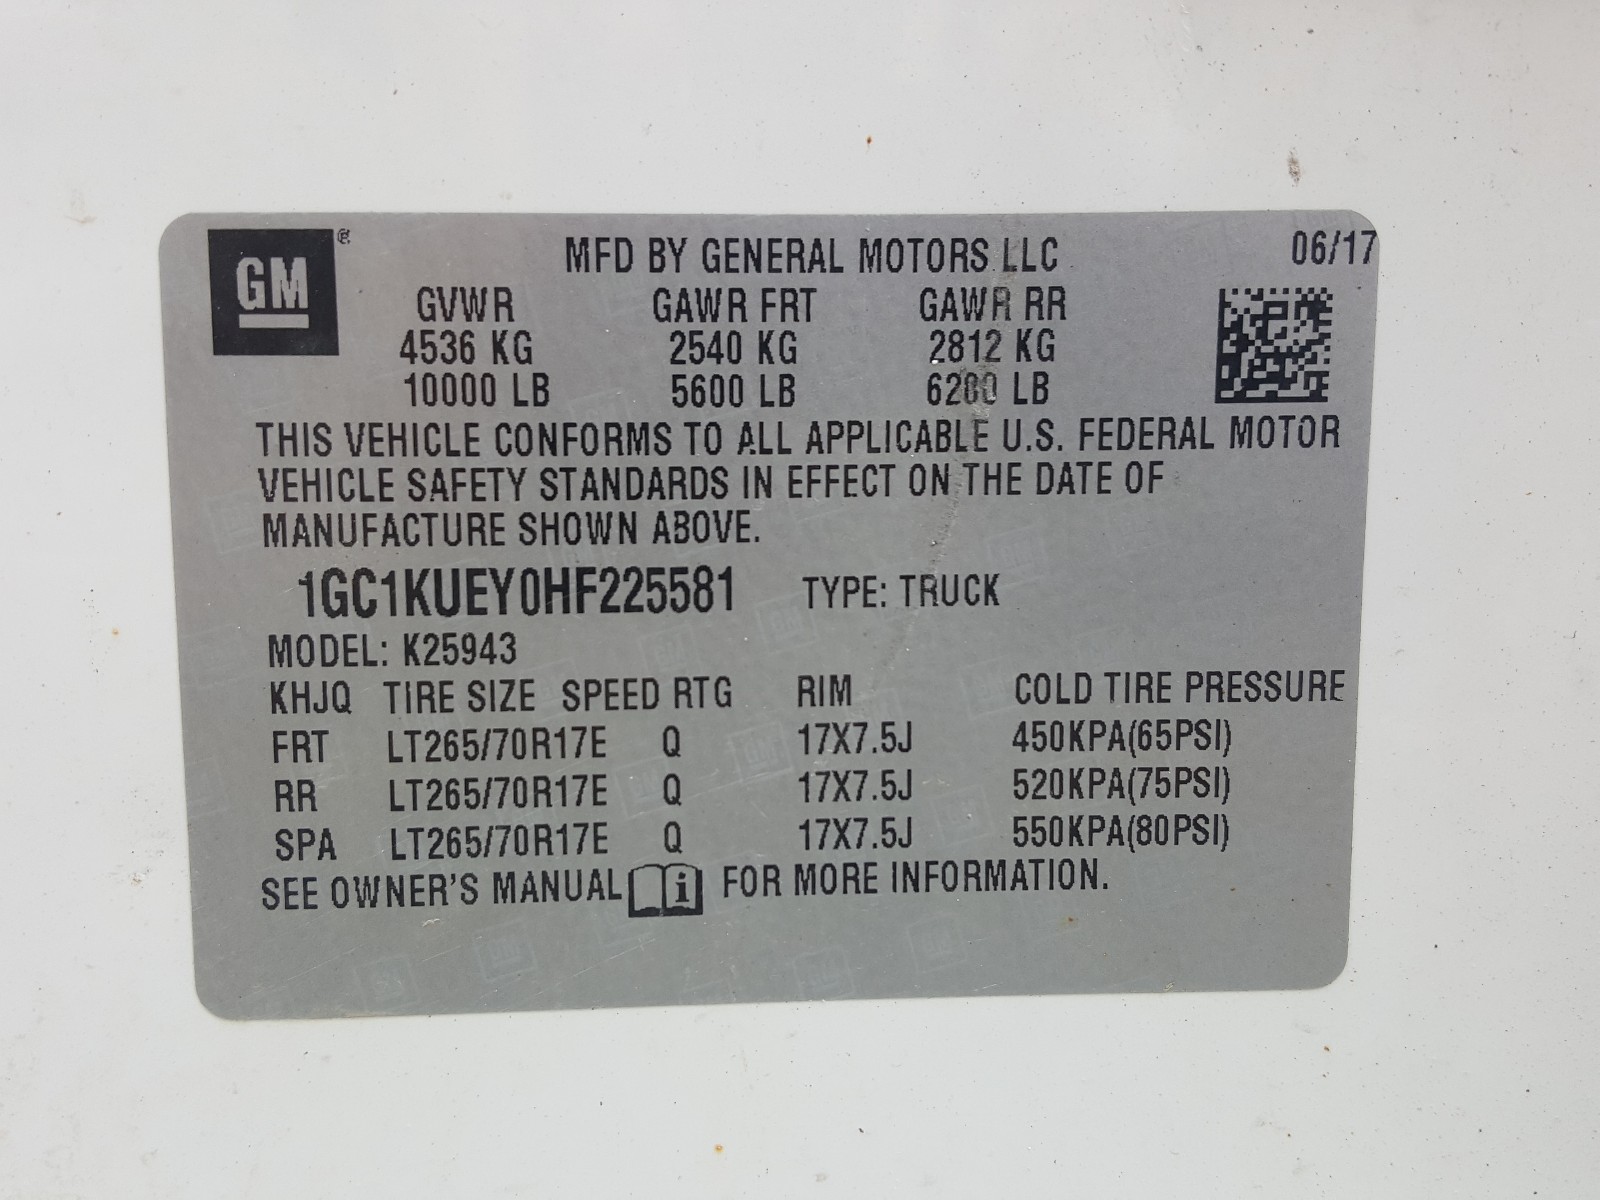 GM ®
MFD BY GENERAL MOTORS LLC 06/17
GVWR GAWR FRT GAWR RR
4536 KG 2540 KG 2812 KG
10000 LB 5600 LB 6200 LB
THIS VEHICLE CONFORMS TO ALL APPLICABLE U.S. FEDERAL MOTOR
VEHICLE SAFETY STANDARDS IN EFFECT ON THE DATE OF
MANUFACTURE SHOWN ABOVE.
1GC1KUEY0HF225581 TYPE: TRUCK
MODEL: K25943
KHJQ TIRE SIZE SPEED RTG RIM COLD TIRE PRESSURE
FRT LT265/70R17E Q 17X7.5J 450KPA(65PSI)
RR LT265/70R17E Q 17X7.5J 520KPA(75PSI)
SPA LT265/70R17E Q 17X7.5J 550KPA(80PSI)
SEE OWNER'S MANUAL i FOR MORE INFORMATION.